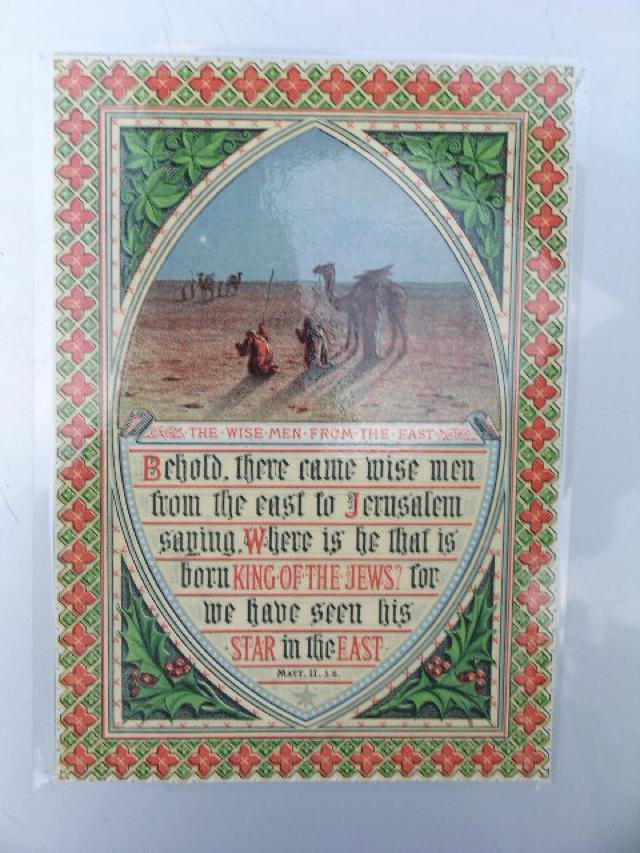 THE·WISE·MEN·FROM·THE·EAST
Behold, there came wise men
from the east to Jerusalem
saying, Where is he that is
born KING·OF·THE JEWS? for
we have seen his
STAR in the EAST
MATT. II. 1.2.